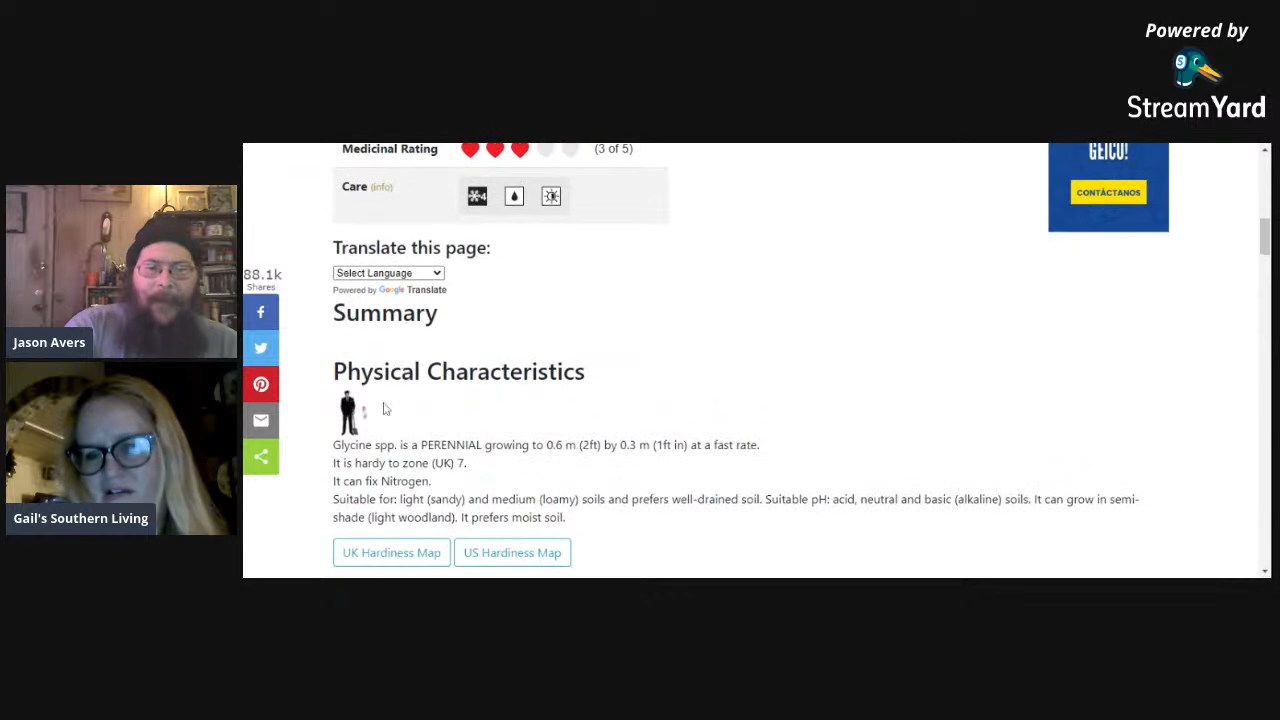 Powered by
StreamYard
Medicinal Rating
(3 of 5)
GEICO!
Care (info)
CONTÁCTANOS
Translate this page:
Select Language
Powered by Google Translate
88.1k
Shares
Summary
Physical Characteristics
Glycine spp. is a PERENNIAL growing to 0.6 m (2ft) by 0.3 m (1ft in) at a fast rate.
It is hardy to zone (UK) 7.
It can fix Nitrogen.
Suitable for: light (sandy) and medium (loamy) soils and prefers well-drained soil. Suitable pH: acid, neutral and basic (alkaline) soils. It can grow in semi-
shade (light woodland). It prefers moist soil.
UK Hardiness Map
US Hardiness Map
Jason Avers
Gail's Southern Living